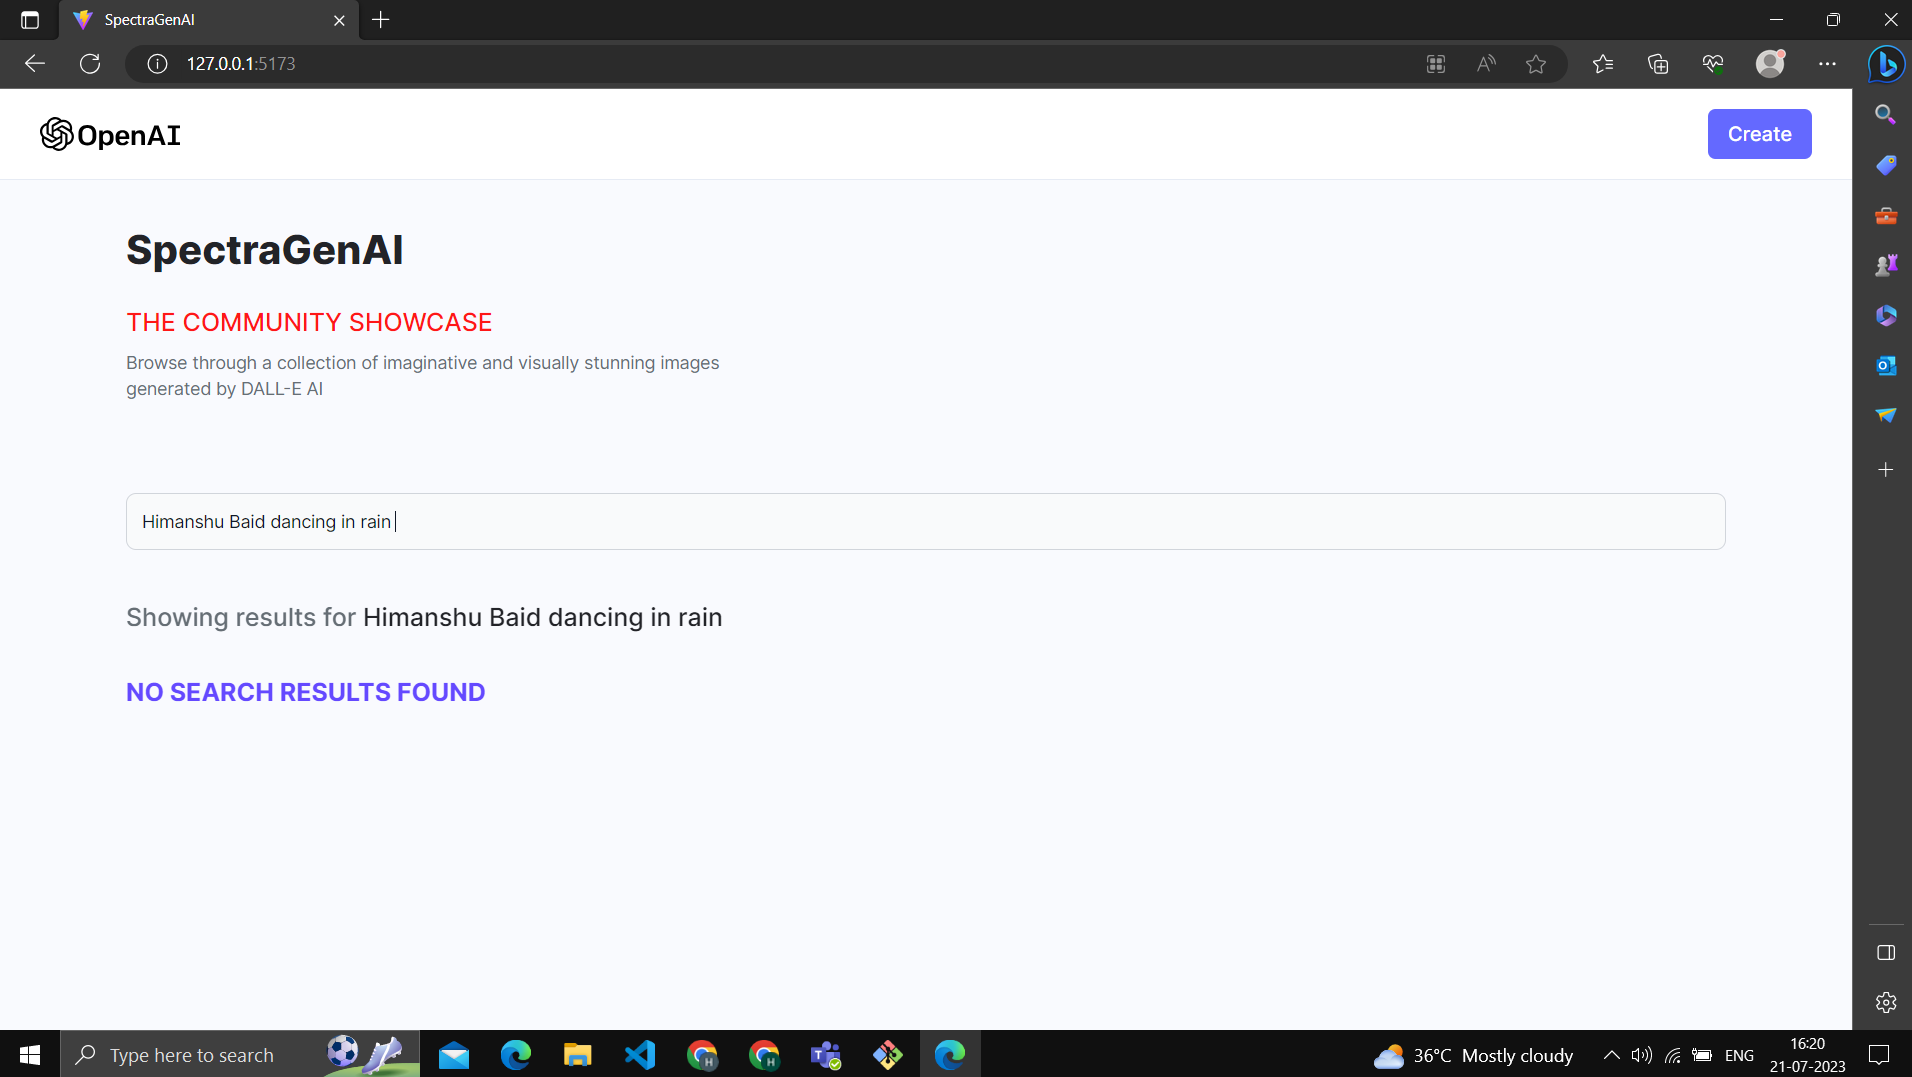 SpectraGenAI
127.0.0.1:5173
OpenAI
Create
SpectraGenAI
THE COMMUNITY SHOWCASE
Browse through a collection of imaginative and visually stunning images
generated by DALL-E AI
Himanshu Baid dancing in rain
Showing results for Himanshu Baid dancing in rain
NO SEARCH RESULTS FOUND
Type here to search
H
H
T
36°C Mostly cloudy
ENG
16:20
21-07-2023